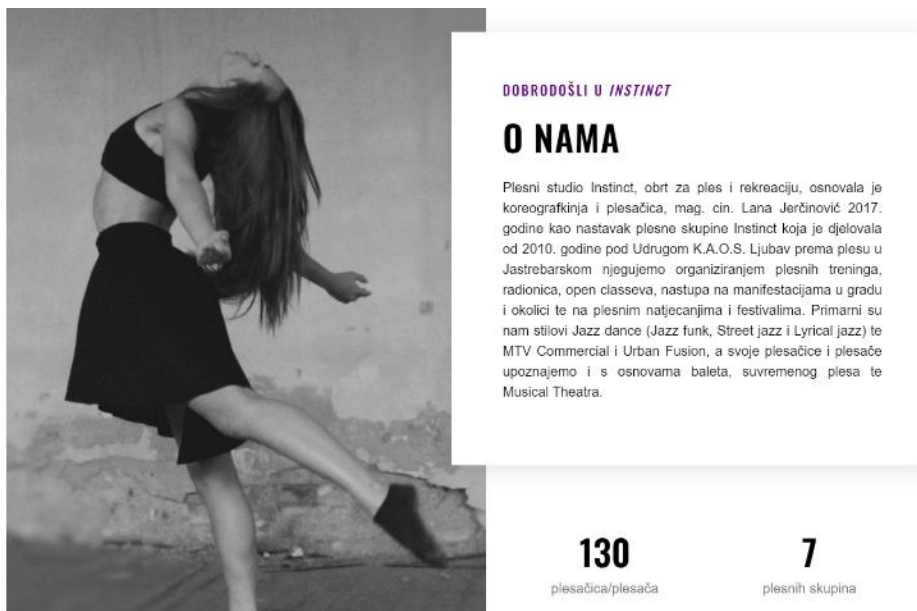 DOBRODOŠLI U INSTINCT
O NAMA
Plesni studio Instinct, obrt za ples i rekreaciju, osnovala je
koreografkinja i plesačica, mag. cin. Lana Jerčinović 2017.
godine kao nastavak plesne skupine Instinct koja je djelovala
od 2010. godine pod Udrugom K.A.O.S. Ljubav prema plesu u
Jastrebarskom njegujemo organiziranjem plesnih treninga,
radionica, open classeva, nastupa na manifestacijama u gradu
i okolici te na plesnim natjecanjima i festivalima. Primarni su
nam stilovi Jazz dance (Jazz funk, Street jazz i Lyrical jazz) te
MTV Commercial i Urban Fusion, a svoje plesačice i plesače
upoznajemo i s osnovama baleta, suvremenog plesa te
Musical Theatra.
130 7
plesačica/plesača plesnih skupina